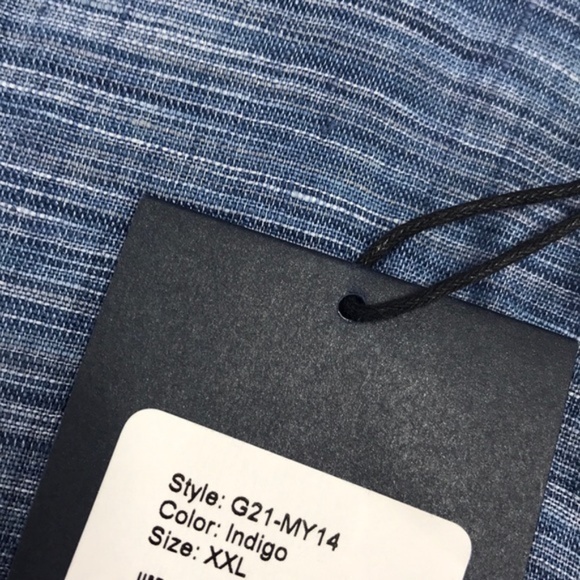 Style: G21-MY14
Color: Indigo
Size: XXL